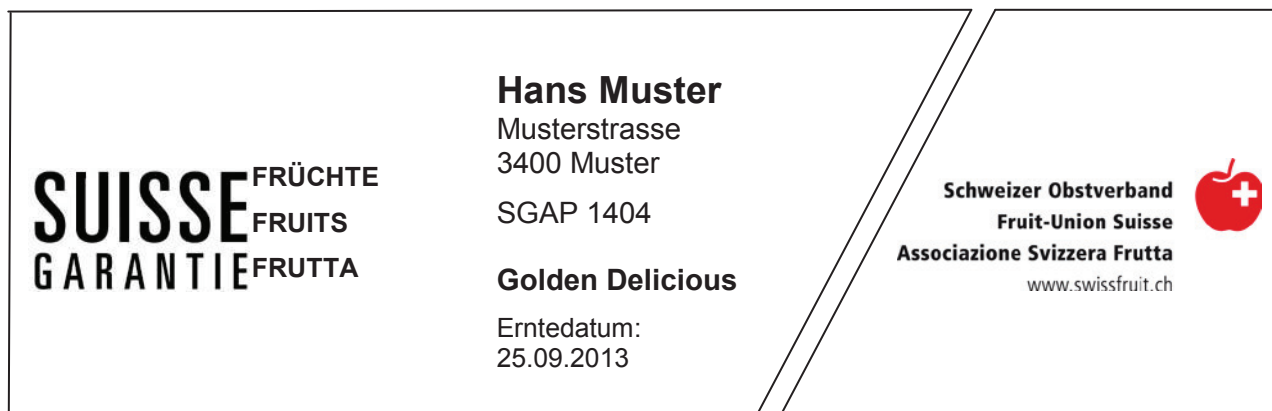 SUISSE
GARANTIE
FRÜCHTE
FRUITS
FRUTTA
Hans Muster
Musterstrasse
3400 Muster
SGAP 1404
Golden Delicious
Erntedatum:
25.09.2013
Schweizer Obstverband
Fruit-Union Suisse
Associazione Svizzera Frutta
www.swissfruit.ch